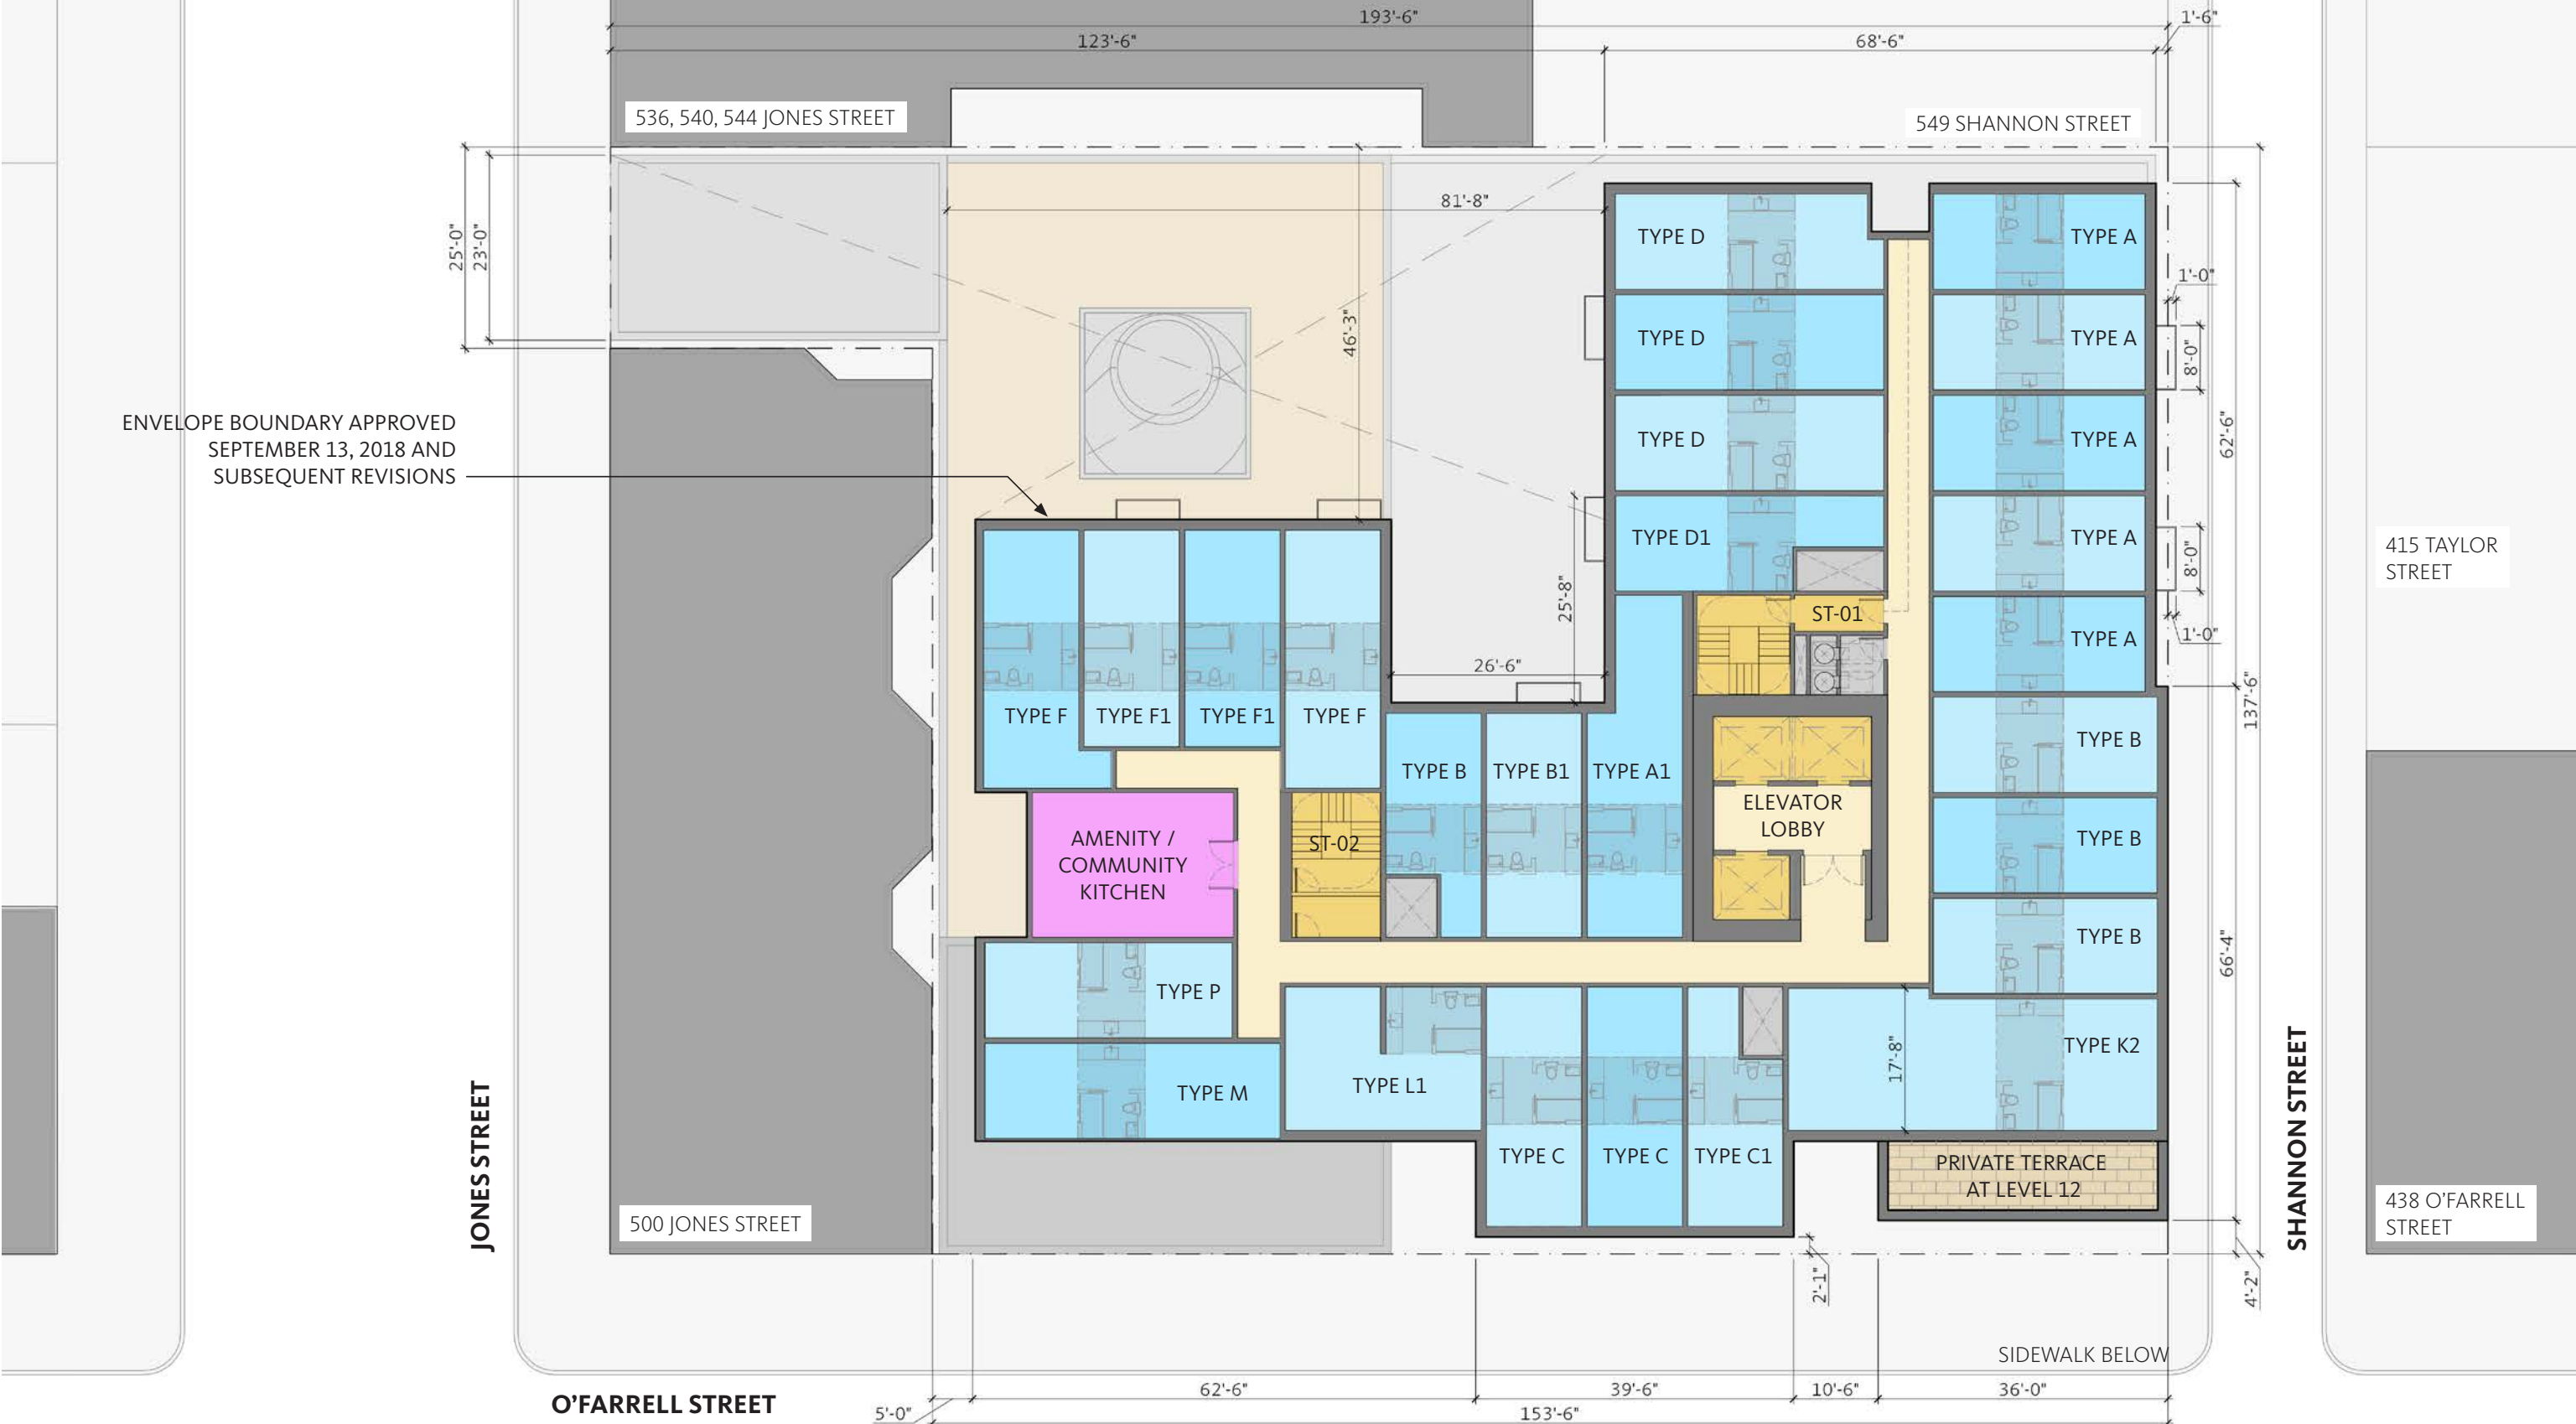 193'-6"
1'-6"
123'-6"
68'-6"
536, 540, 544 JONES STREET
549 SHANNON STREET
81'-8"
25'-0"
23'-0"
46'-3"
TYPE D
TYPE A
1'-0"
TYPE D
TYPE A
8'-0"
ENVELOPE BOUNDARY APPROVED
SEPTEMBER 13, 2018 AND
SUBSEQUENT REVISIONS
TYPE D
TYPE A
62'-6"
TYPE D1
TYPE A
8'-0"
415 TAYLOR
STREET
25'-8"
ST-01
TYPE A
1'-0"
26'-6"
137'-6"
TYPE F
TYPE F1
TYPE F1
TYPE F
TYPE B
TYPE B
TYPE B1
TYPE A1
ELEVATOR
LOBBY
AMENITY /
COMMUNITY
KITCHEN
ST-02
TYPE B
TYPE B
66'-4"
TYPE P
TYPE M
TYPE L1
17'-8"
TYPE K2
TYPE C
TYPE C
TYPE C1
PRIVATE TERRACE
AT LEVEL 12
JONES STREET
SHANNON STREET
500 JONES STREET
438 O'FARRELL
STREET
2'-1"
4'-2"
SIDEWALK BELOW
O'FARRELL STREET
62'-6"
39'-6"
10'-6"
36'-0"
5'-0"
153'-6"